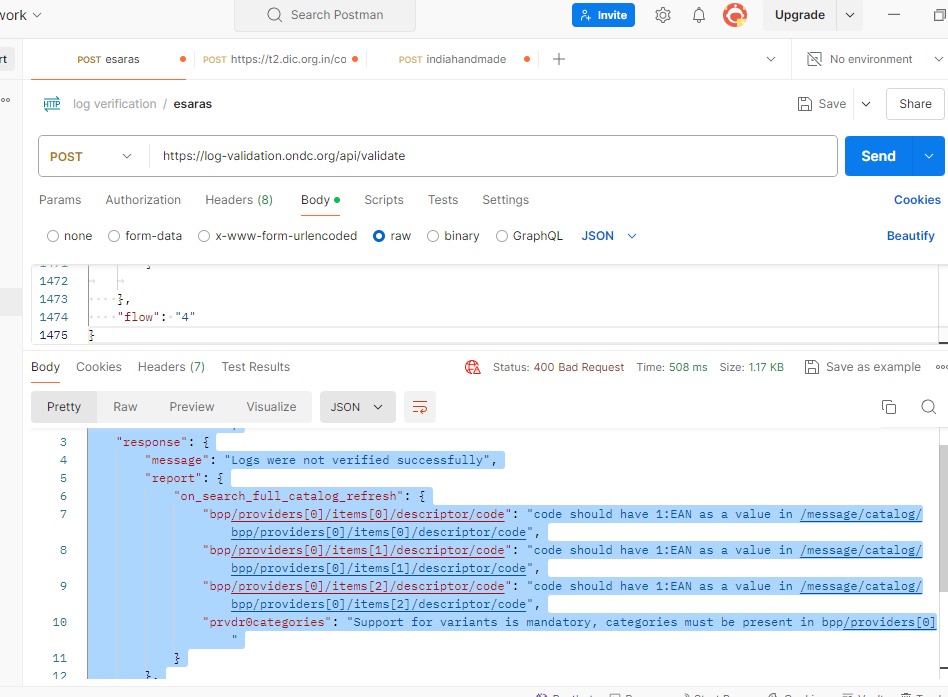 work
Search Postman
Invite
Upgrade
rt
POST esaras
POST https://t2.dic.org.in/co
POST indiahandmade
No environment
HTTP log verification / esaras
Save
Share
POST
https://log-validation.ondc.org/api/validate
Send
Params Authorization Headers (8) Body Scripts Tests Settings Cookies
none form-data x-www-form-urlencoded raw binary GraphQL JSON Beautify
1472
1473 },
1474 "flow": "4"
1475 }
Body Cookies Headers (7) Test Results Status: 400 Bad Request Time: 508 ms Size: 1.17 KB Save as example
Pretty Raw Preview Visualize JSON
3 "response": {
4 "message": "Logs were not verified successfully",
5 "report": {
6 "on_search_full_catalog_refresh": {
7 "bpp/providers[0]/items[0]/descriptor/code": "code should have 1:EAN as a value in /message/catalog/
bpp/providers[0]/items[0]/descriptor/code",
8 "bpp/providers[0]/items[1]/descriptor/code": "code should have 1:EAN as a value in /message/catalog/
bpp/providers[0]/items[1]/descriptor/code",
9 "bpp/providers[0]/items[2]/descriptor/code": "code should have 1:EAN as a value in /message/catalog/
bpp/providers[0]/items[2]/descriptor/code",
10 "prvdr0categories": "Support for variants is mandatory, categories must be present in bpp/providers[0]
"
11 }
12 },